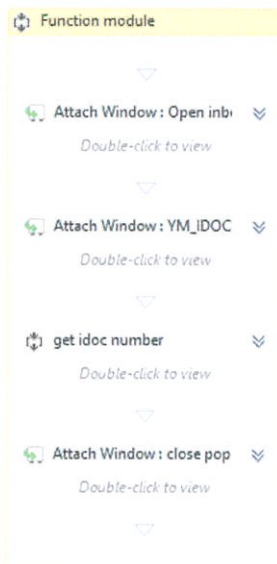 Function module
Attach Window : Open inb
Double-click to view
Attach Window : YM_IDOC
Double-click to view
get idoc number
Double-click to view
Attach Window : close pop
Double-click to view